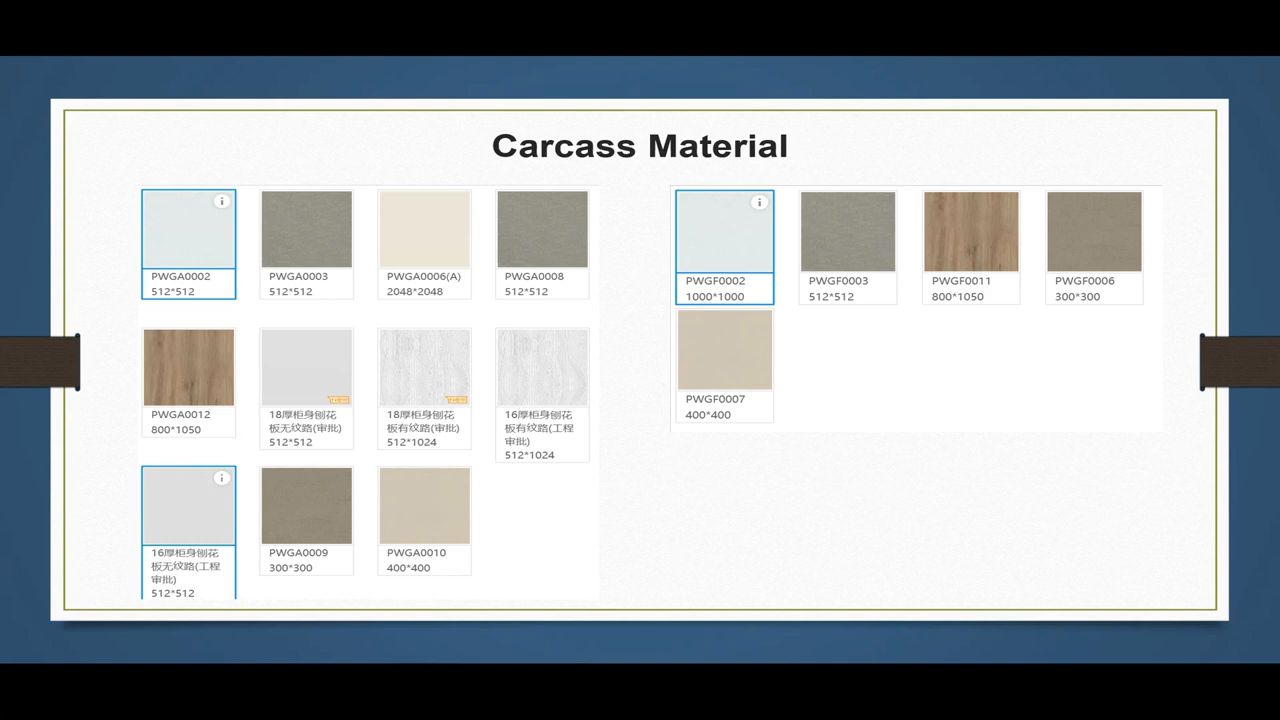 Carcass Material
PWGA0002
512*512
PWGA0003
512*512
PWGA0006(A)
2048*2048
PWGA0008
512*512
PWGA0012
800*1050
18厚柜身刨花
板无纹路(审批)
512*512
18厚柜身刨花
板有纹路(审批)
512*1024
16厚柜身刨花
板有纹路(工程
审批)
512*1024
16厚柜身刨花
板无纹路(工程
审批)
512*512
PWGA0009
300*300
PWGA0010
400*400
PWGF0002
1000*1000
PWGF0003
512*512
PWGF0011
800*1050
PWGF0006
300*300
PWGF0007
400*400